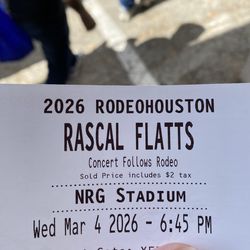 2026 RODEOHOUSTON
RASCAL FLATTS
Concert Follows Rodeo
Sold Price includes $2 tax
NRG STADIUM
Wed Mar 4 2026 - 6:45 PM